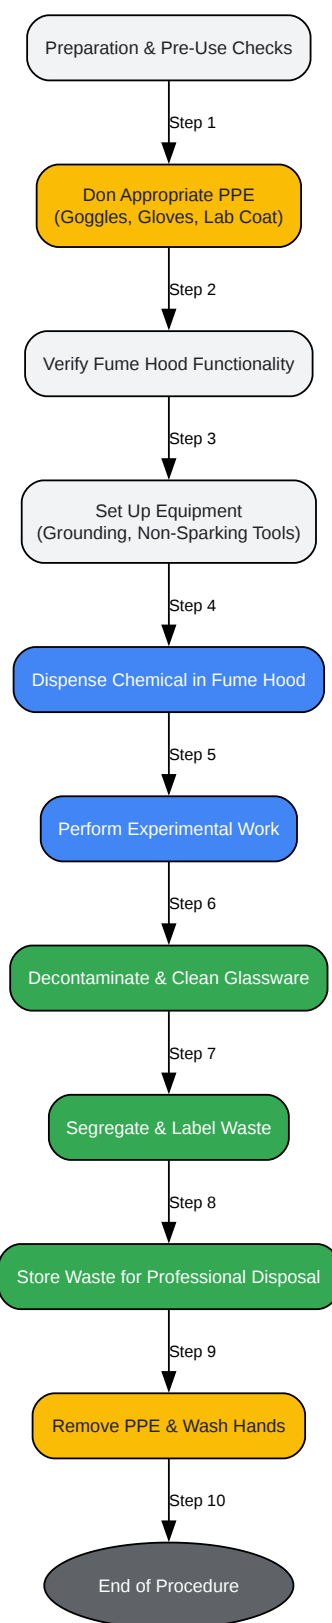 Preparation & Pre-Use Checks
Step 1
Don Appropriate PPE
(Goggles, Gloves, Lab Coat)
Step 2
Verify Fume Hood Functionality
Step 3
Set Up Equipment
(Grounding, Non-Sparking Tools)
Step 4
Dispense Chemical in Fume Hood
Step 5
Perform Experimental Work
Step 6
Decontaminate & Clean Glassware
Step 7
Segregate & Label Waste
Step 8
Store Waste for Professional Disposal
Step 9
Remove PPE & Wash Hands
Step 10
End of Procedure